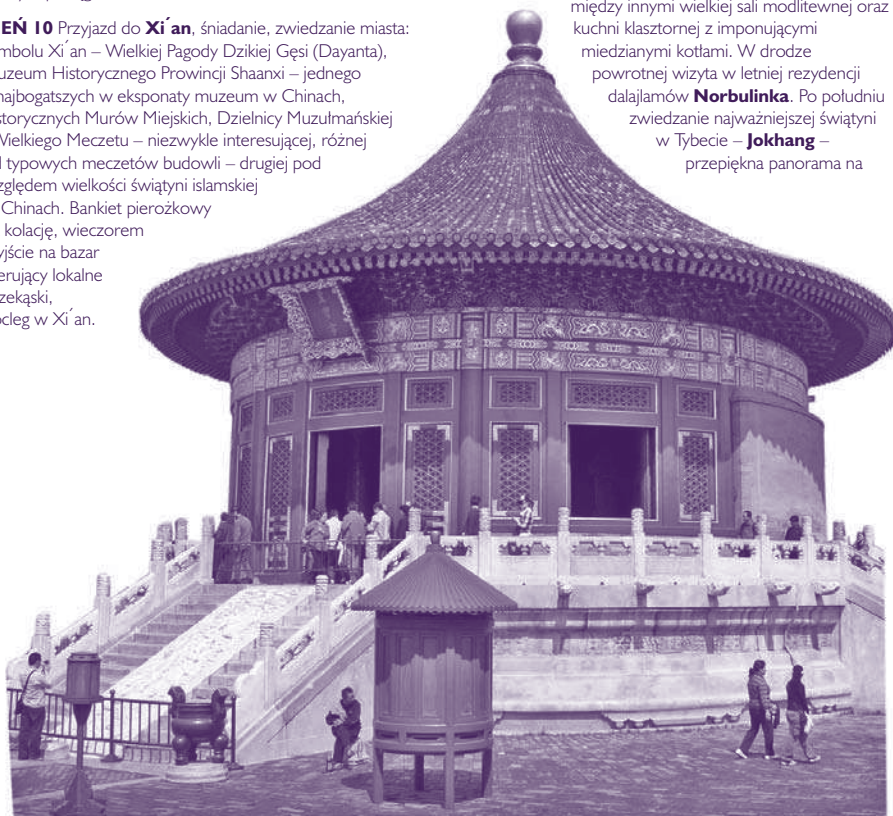 EŃ 10 Przyjazd do Xi´an, śniadanie, zwiedzanie miasta:
mbolu Xi´an – Wielkiej Pagody Dzikiej Gęsi (Dayanta),
uzeum Historycznego Prowincji Shaanxi – jednego
najbogatszych w eksponaty muzeum w Chinach,
storycznych Murów Miejskich, Dzielnicy Muzułmańskiej
Wielkiego Meczetu – niezwykle interesującej, różnej
d typowych meczetów budowli – drugiej pod
zględem wielkości świątyni islamskiej
Chinach. Bankiet pierożkowy
kolację, wieczorem
yjście na bazar
erujący lokalne
zekąski,
ocleg w Xi´an.
między innymi wielkiej sali modlitewnej oraz
kuchni klasztornej z imponującymi
miedzianymi kotłami. W drodze
powrotnej wizyta w letniej rezydencji
dalajlamów Norbulinka. Po południu
zwiedzanie najważniejszej świątyni
w Tybecie – Jokhang –
przepiękna panorama na